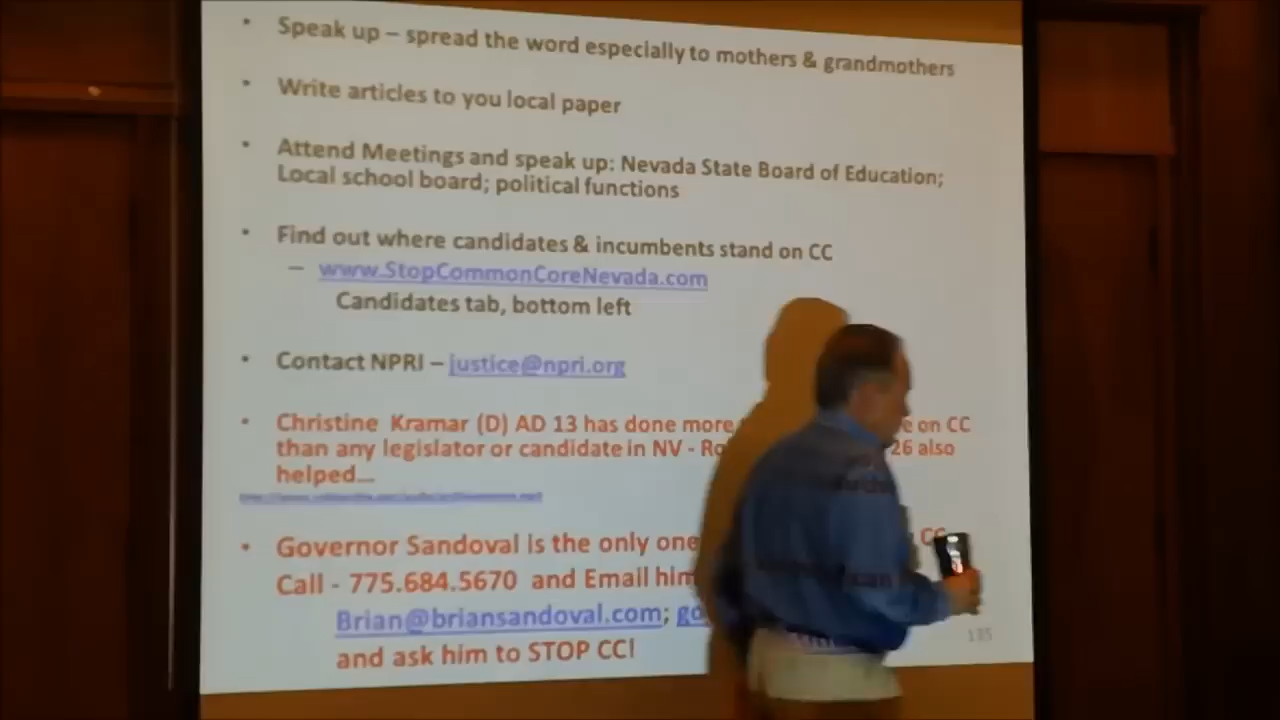 • Speak up – spread the word especially to mothers & grandmothers
• Write articles to you local paper
• Attend Meetings and speak up: Nevada State Board of Education;
Local school board; political functions
• Find out where candidates & incumbents stand on CC
– www.StopCommonCoreNevada.com
Candidates tab, bottom left
• Contact NPRI – justice@npri.org
• Christine Kramar (D) AD 13 has done more on CC
than any legislator or candidate in NV - 26 also
helped...
• Governor Sandoval is the only one CC
Call - 775.684.5670 and Email him
Brian@briansandoval.com;
and ask him to STOP CC!